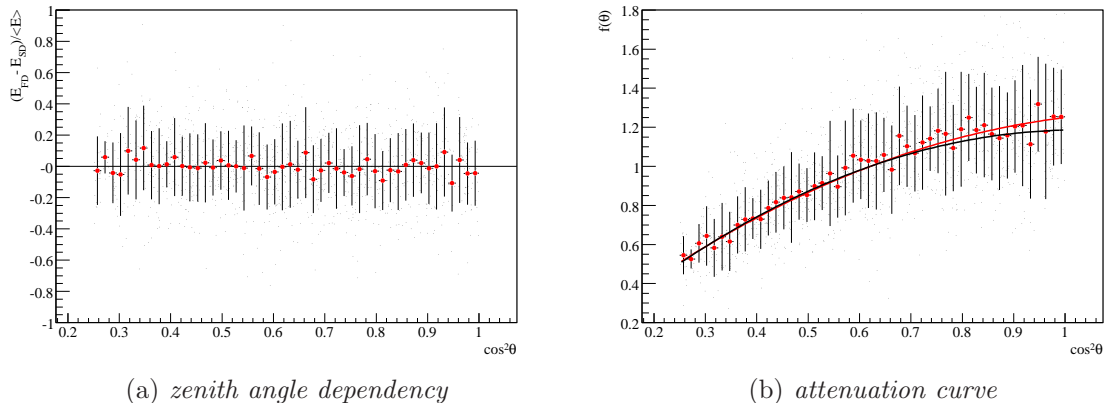 (E_FD - E_SD)/<E>
1
0.8
0.6
0.4
0.2
-0
-0.2
-0.4
-0.6
-0.8
-1
0.2 0.3 0.4 0.5 0.6 0.7 0.8 0.9 1
cos²θ
(a) zenith angle dependency
f(θ)
1.8
1.6
1.4
1.2
1
0.8
0.6
0.4
0.2
0.2 0.3 0.4 0.5 0.6 0.7 0.8 0.9 1
cos²θ
(b) attenuation curve